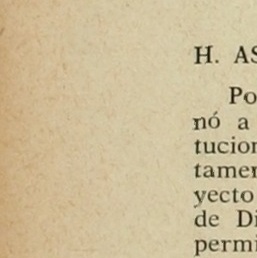 H. AS
Po
nó a
tucion
tamen
yecto
de Di
permi